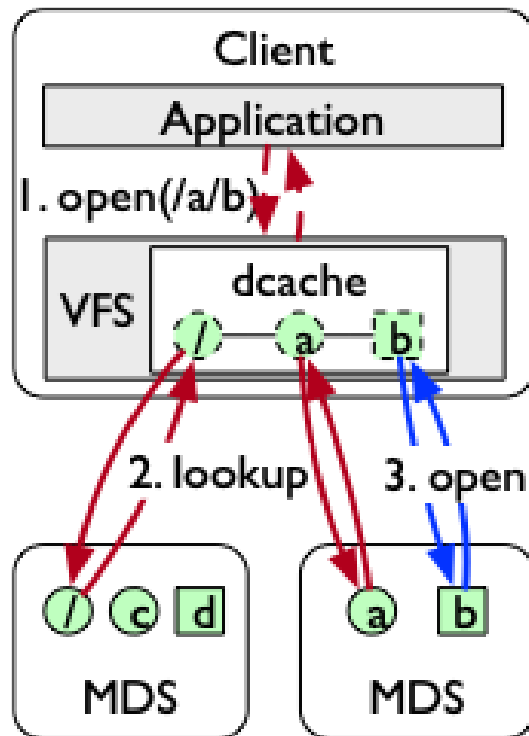 Client
Application
1. open(/a/b)
dcache
VFS
/ a b
2. lookup
3. open
/ c d
a b
MDS
MDS